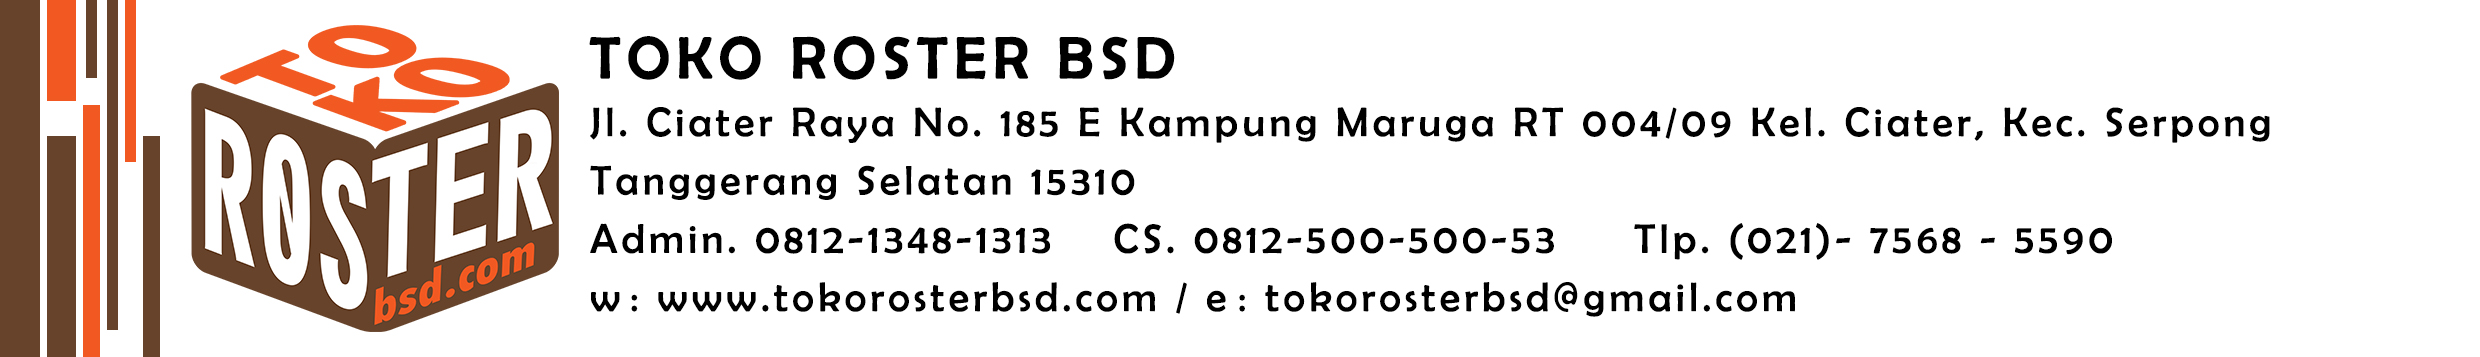 TOKO
ROSTER
bsd.com
TOKO ROSTER BSD
Jl. Ciater Raya No. 185 E Kampung Maruga RT 004/09 Kel. Ciater, Kec. Serpong
Tanggerang Selatan 15310
Admin. 0812-1348-1313 CS. 0812-500-500-53 Tlp. (021)- 7568 - 5590
w: www.tokorosterbsd.com / e: tokorosterbsd@gmail.com